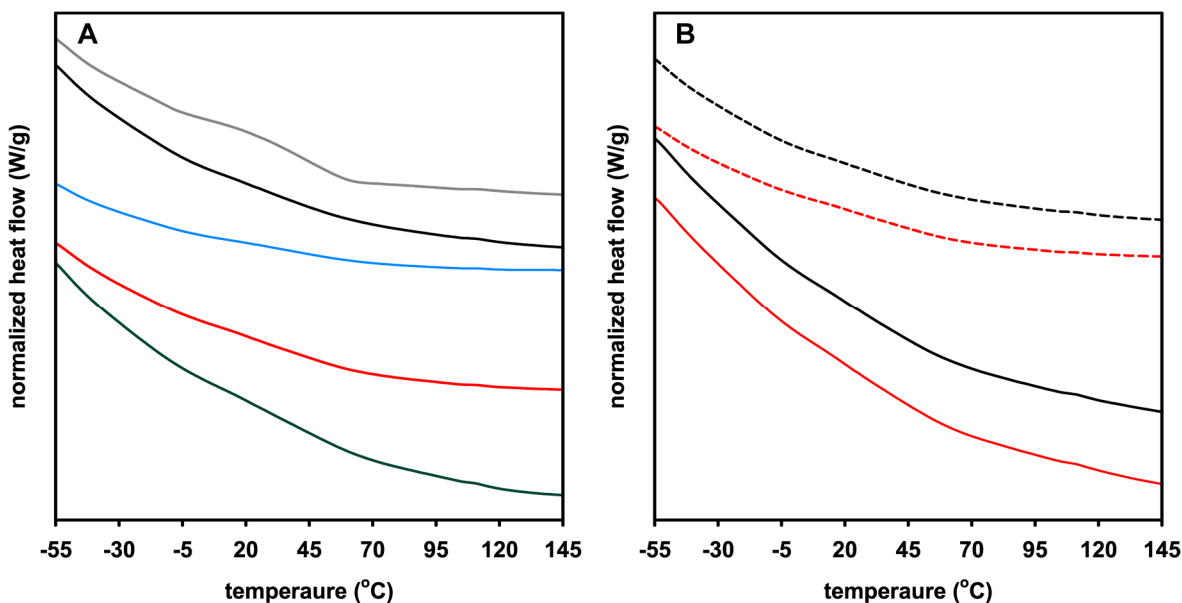 A
normalized heat flow (W/g)
-55 -30 -5 20 45 70 95 120 145
temperaure (°C)
B
normalized heat flow (W/g)
-55 -30 -5 20 45 70 95 120 145
temperaure (°C)